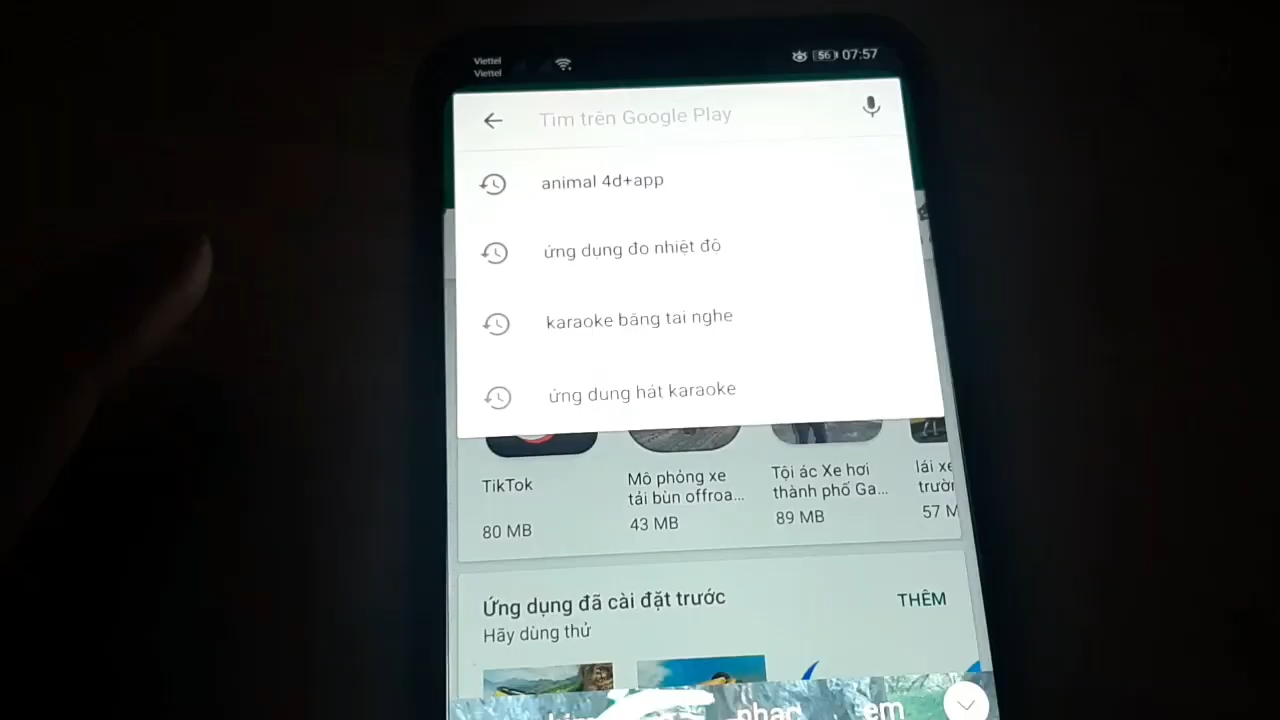 Viettel
Viettel
56 07:57
Tìm trên Google Play
animal 4d+app
ứng dụng đo nhiệt độ
karaoke bằng tai nghe
ứng dụng hát karaoke
TikTok
80 MB
Mô phỏng xe
tải bùn offroa...
43 MB
Tội ác Xe hơi
thành phố Ga...
89 MB
lái xe
trườn
57 M
Ứng dụng đã cài đặt trước
THÊM
Hãy dùng thử
em